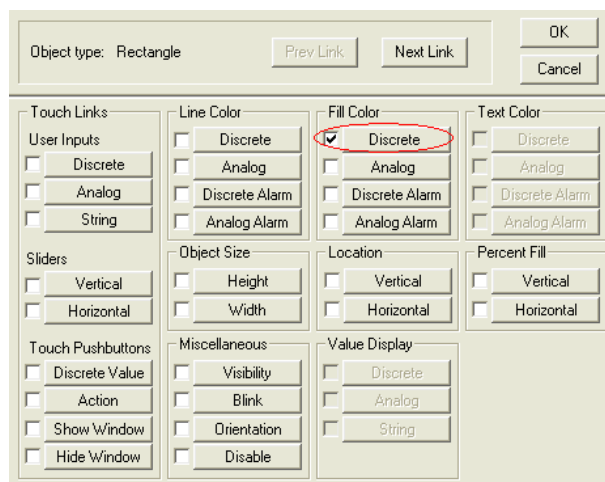 Object type: Rectangle
Prev Link
Next Link
OK
Cancel
Touch Links
User Inputs
Discrete
Analog
String
Sliders
Vertical
Horizontal
Touch Pushbuttons
Discrete Value
Action
Show Window
Hide Window
Line Color
Discrete
Analog
Discrete Alarm
Analog Alarm
Object Size
Height
Width
Miscellaneous
Visibility
Blink
Orientation
Disable
Fill Color
Discrete
Analog
Discrete Alarm
Analog Alarm
Location
Vertical
Horizontal
Value Display
Discrete
Analog
String
Text Color
Discrete
Analog
Discrete Alarm
Analog Alarm
Percent Fill
Vertical
Horizontal